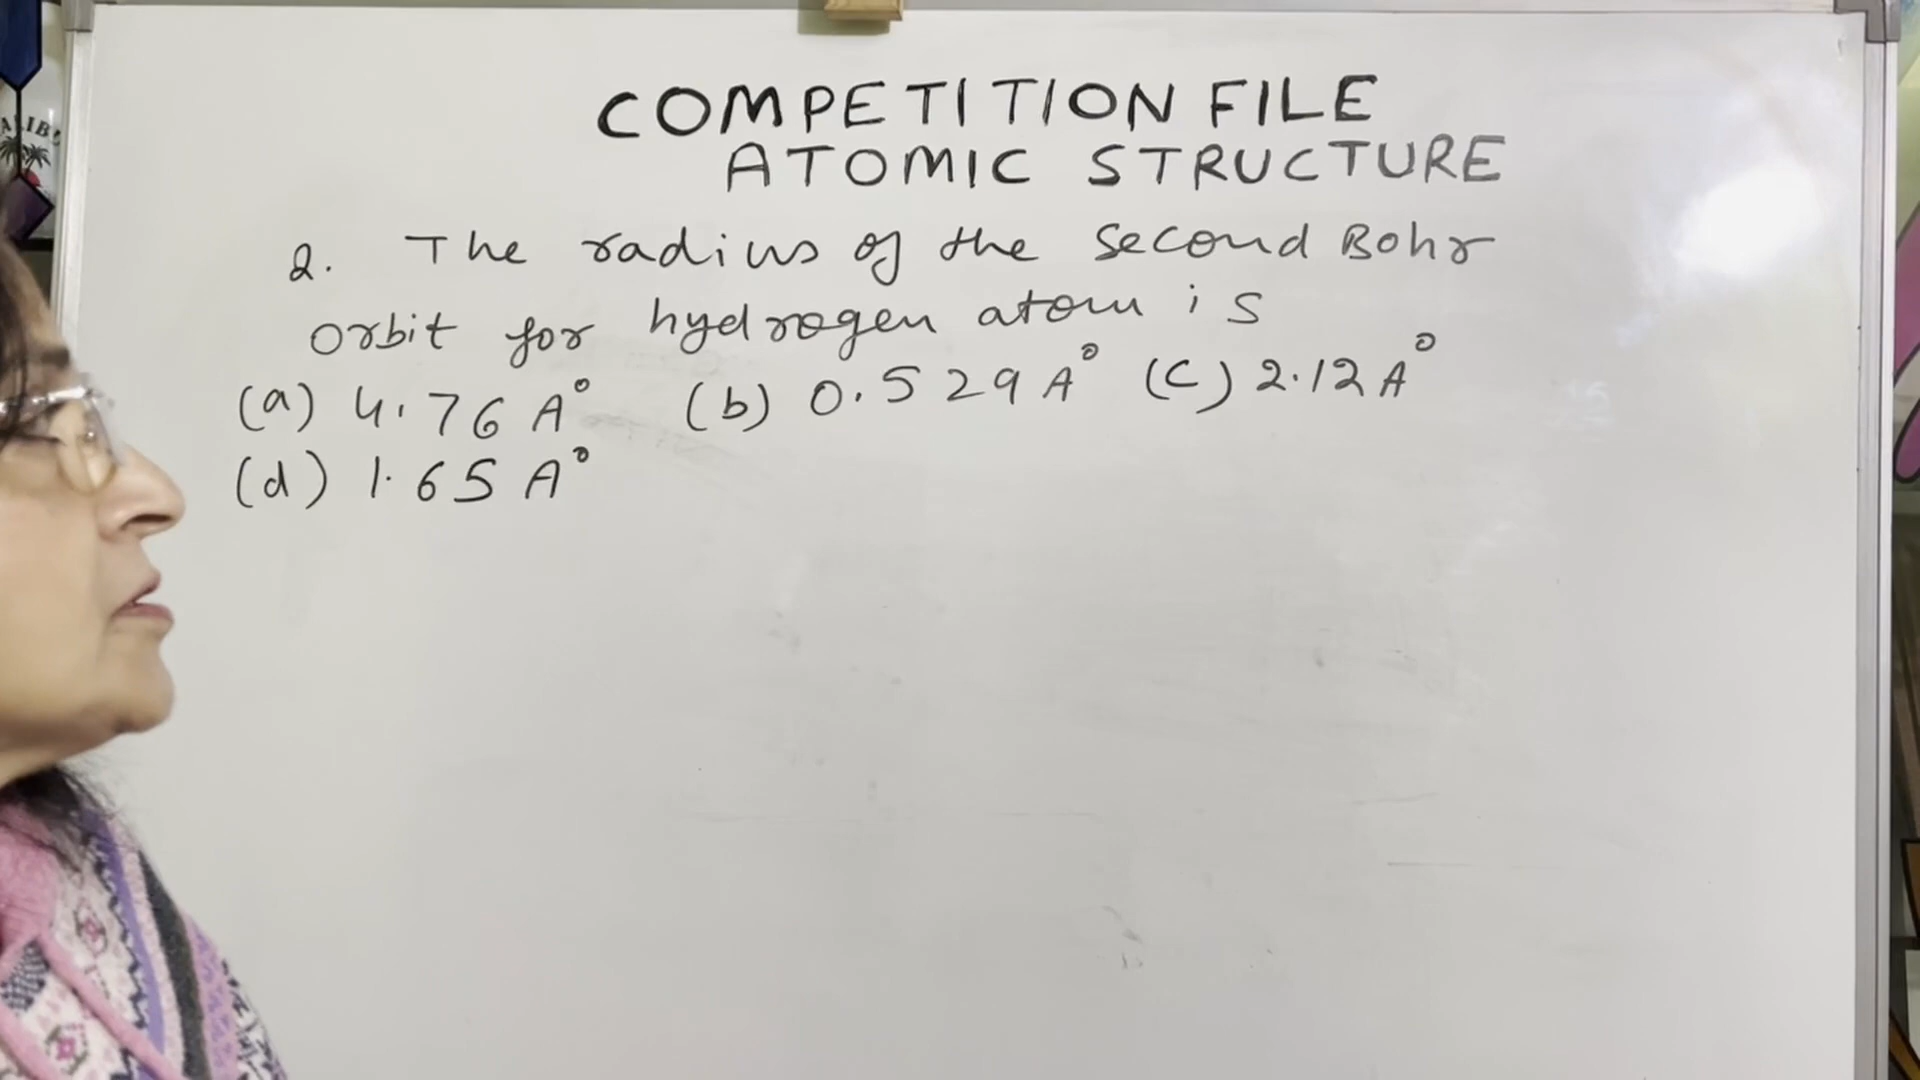 COMPETITION FILE
ATOMIC STRUCTURE
2. The radius of the second Bohr
orbit for hydrogen atom is
(a) 4.76 A° (b) 0.529 A° (c) 2.12 A°
(d) 1.65 A°